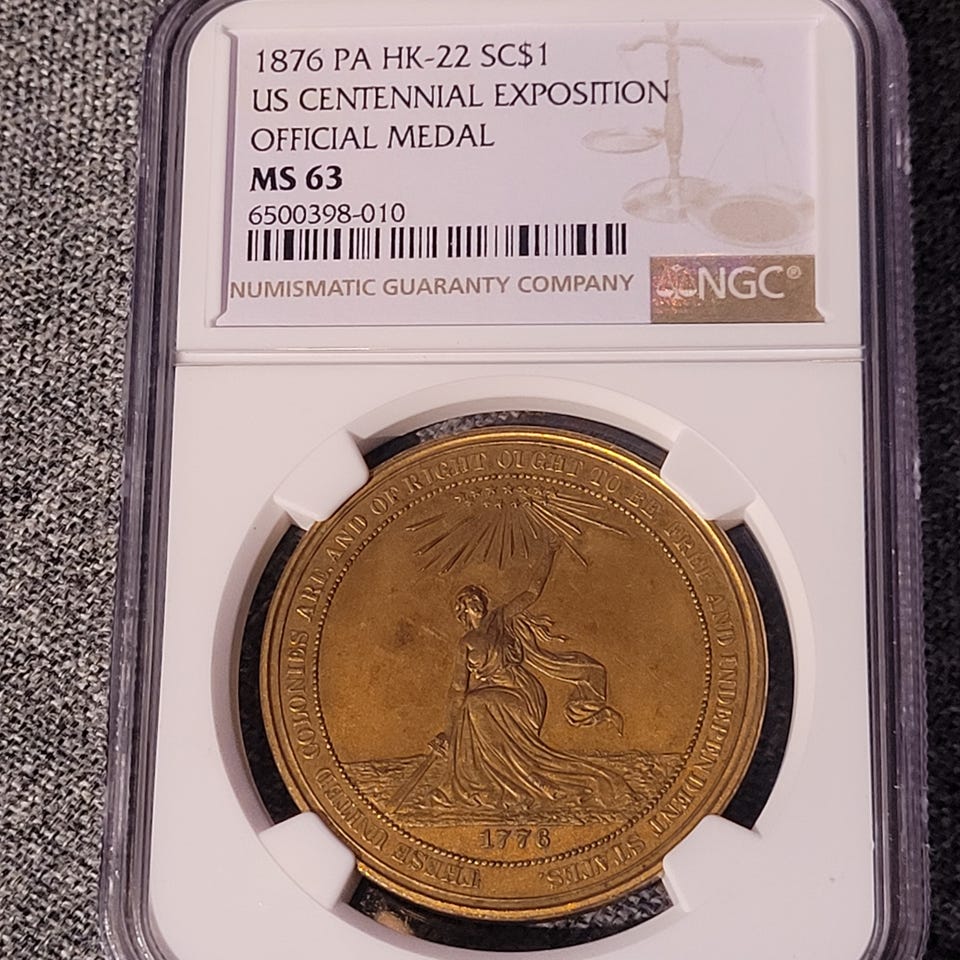 1876 PA HK-22 SC$1
US CENTENNIAL EXPOSITION
OFFICIAL MEDAL
MS 63
6500398-010
NUMISMATIC GUARANTY COMPANY
NGC®
THESE UNITED COLONIES ARE, AND OF RIGHT OUGHT TO BE FREE AND INDEPENDENT STATES.
1776